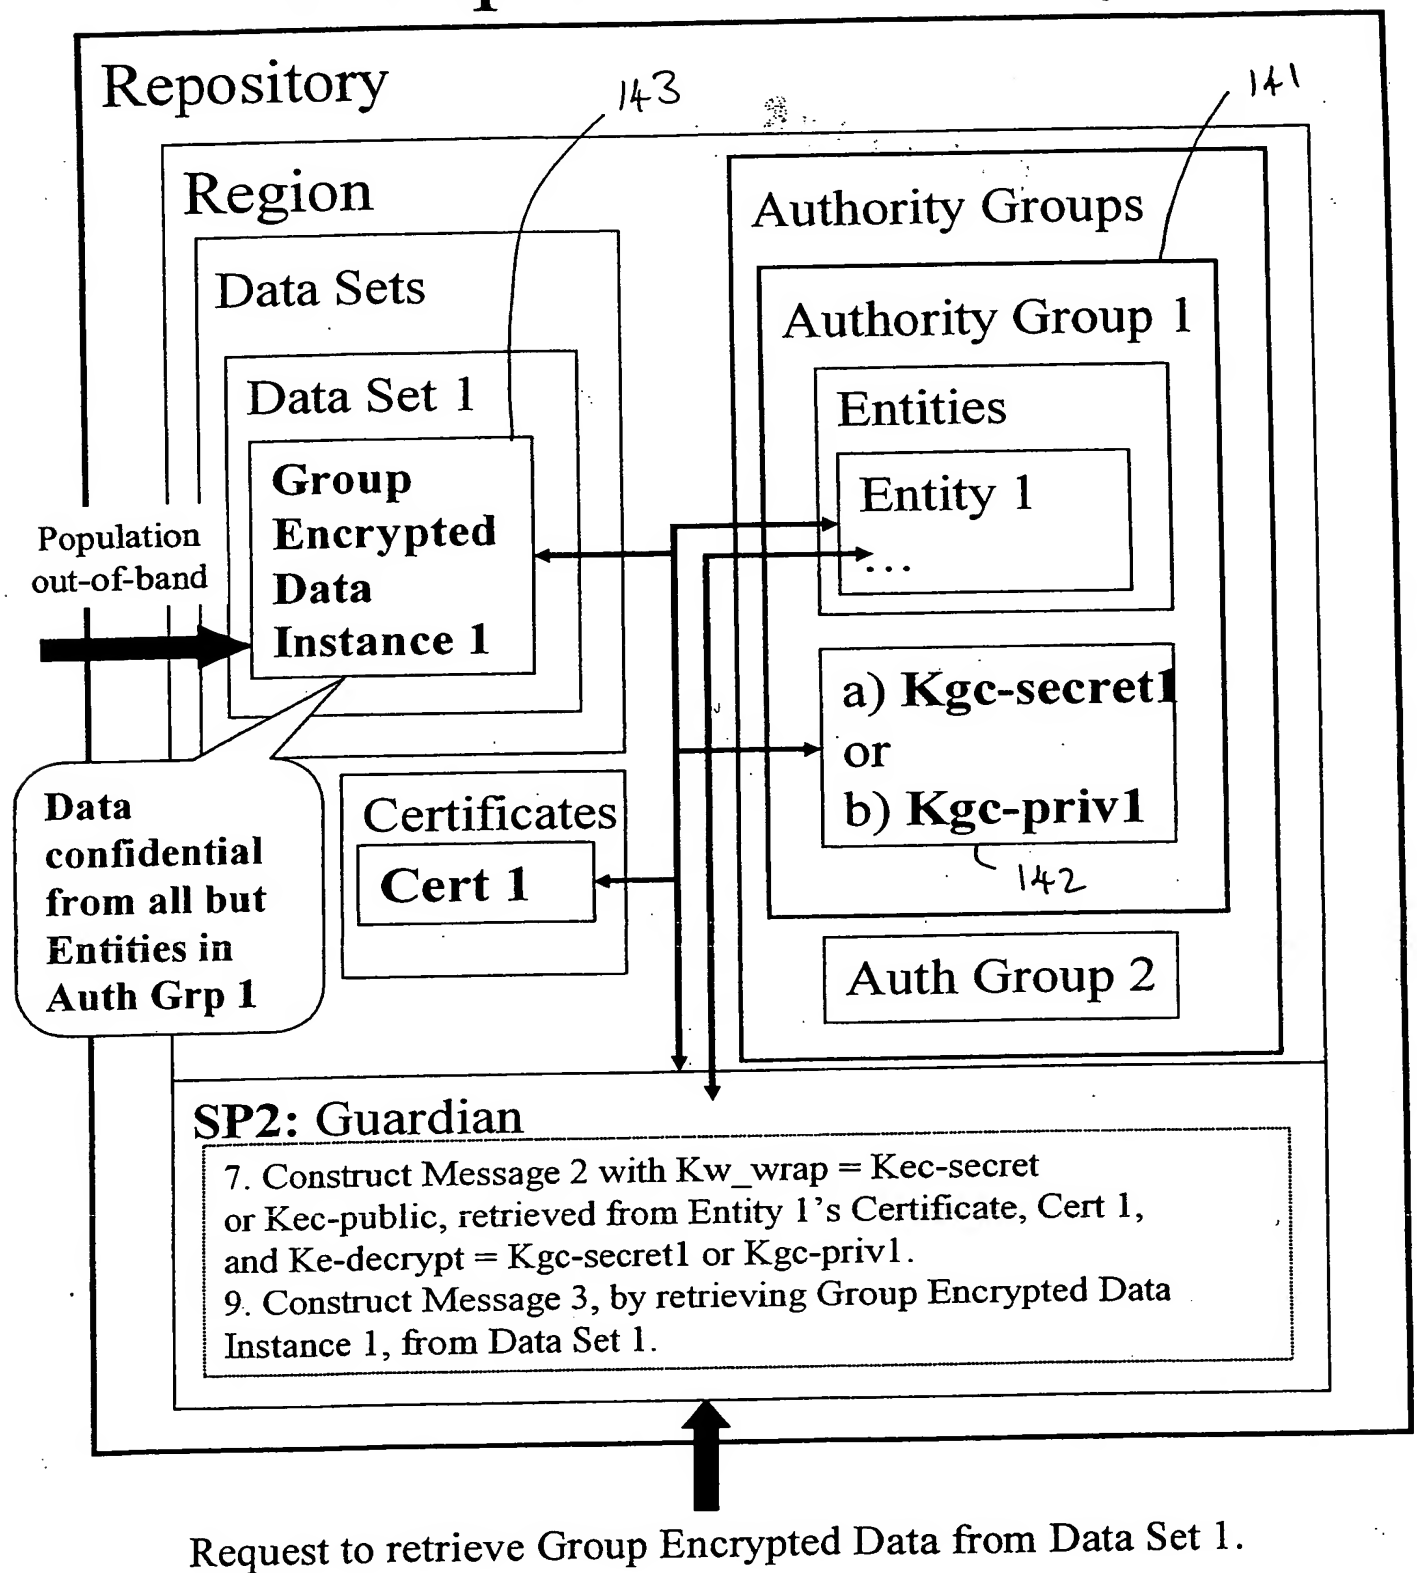 Repository
143
141
Region
Authority Groups
Data Sets
Authority Group 1
Data Set 1
Entities
Group
Encrypted
Data
Instance 1
Entity 1
...
Population
out-of-band
a) Kgc-secret1
or
b) Kgc-priv1
142
Data
confidential
from all but
Entities in
Auth Grp 1
Certificates
Cert 1
Auth Group 2
SP2: Guardian
7. Construct Message 2 with Kw_wrap = Kec-secret
or Kec-public, retrieved from Entity 1's Certificate, Cert 1,
and Ke-decrypt = Kgc-secret1 or Kgc-priv1.
9. Construct Message 3, by retrieving Group Encrypted Data
Instance 1, from Data Set 1.
Request to retrieve Group Encrypted Data from Data Set 1.